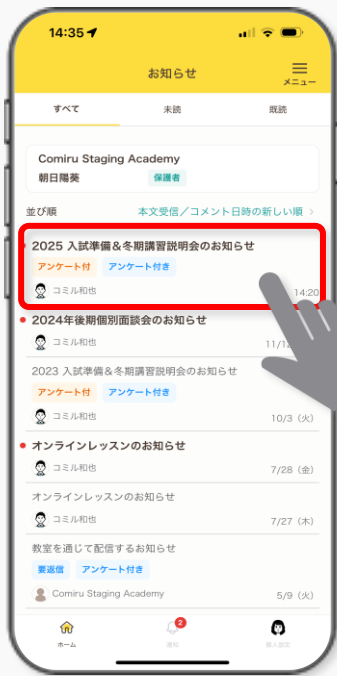 14:35
お知らせ
メニュー
すべて 未読 既読
Comiru Staging Academy
朝日陽葵 保護者
並び順 本文受信／コメント日時の新しい順
2025 入試準備＆冬期講習説明会のお知らせ
アンケート付 アンケート付き
コミル和也 14:20
2024年後期個別面談会のお知らせ
コミル和也 11/1
2023 入試準備＆冬期講習説明会のお知らせ
アンケート付 アンケート付き
コミル和也 10/3（火）
オンラインレッスンのお知らせ
コミル和也 7/28（金）
オンラインレッスンのお知らせ
コミル和也 7/27（木）
教室を通じて配信するお知らせ
要返信 アンケート付き
Comiru Staging Academy 5/9（火）
2
ホーム 通知 個人設定